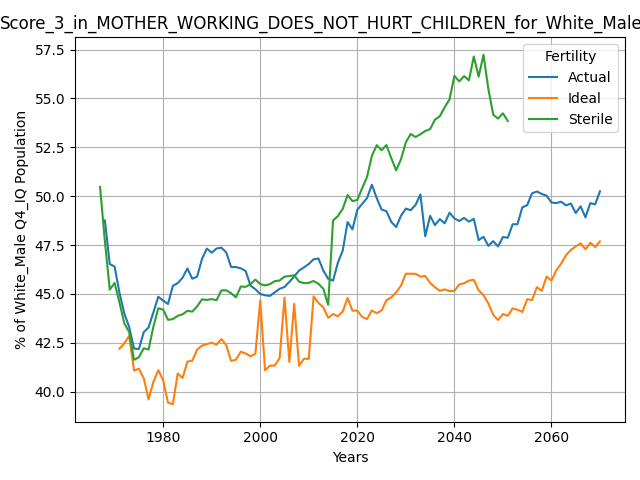 Score_3_in_MOTHER_WORKING_DOES_NOT_HURT_CHILDREN_for_White_Male
57.5
55.0
52.5
50.0
47.5
45.0
42.5
40.0
% of White_Male Q4_IQ Population
Fertility
Actual
Ideal
Sterile
1980
2000
2020
2040
2060
Years